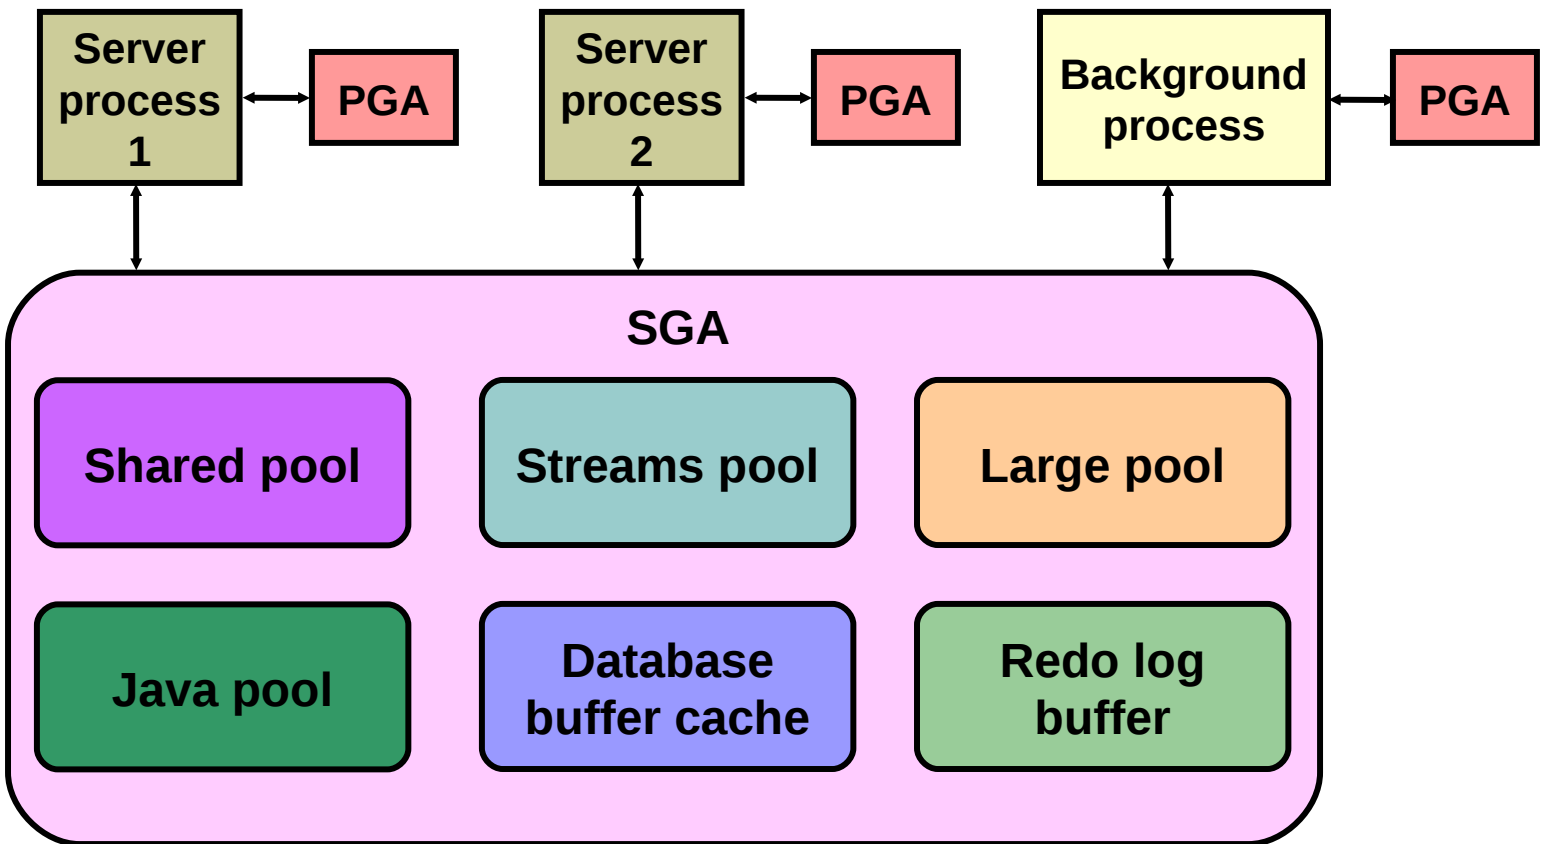 Server
process
1
PGA
Server
process
2
PGA
Background
process
PGA
SGA
Shared pool
Streams pool
Large pool
Java pool
Database
buffer cache
Redo log
buffer